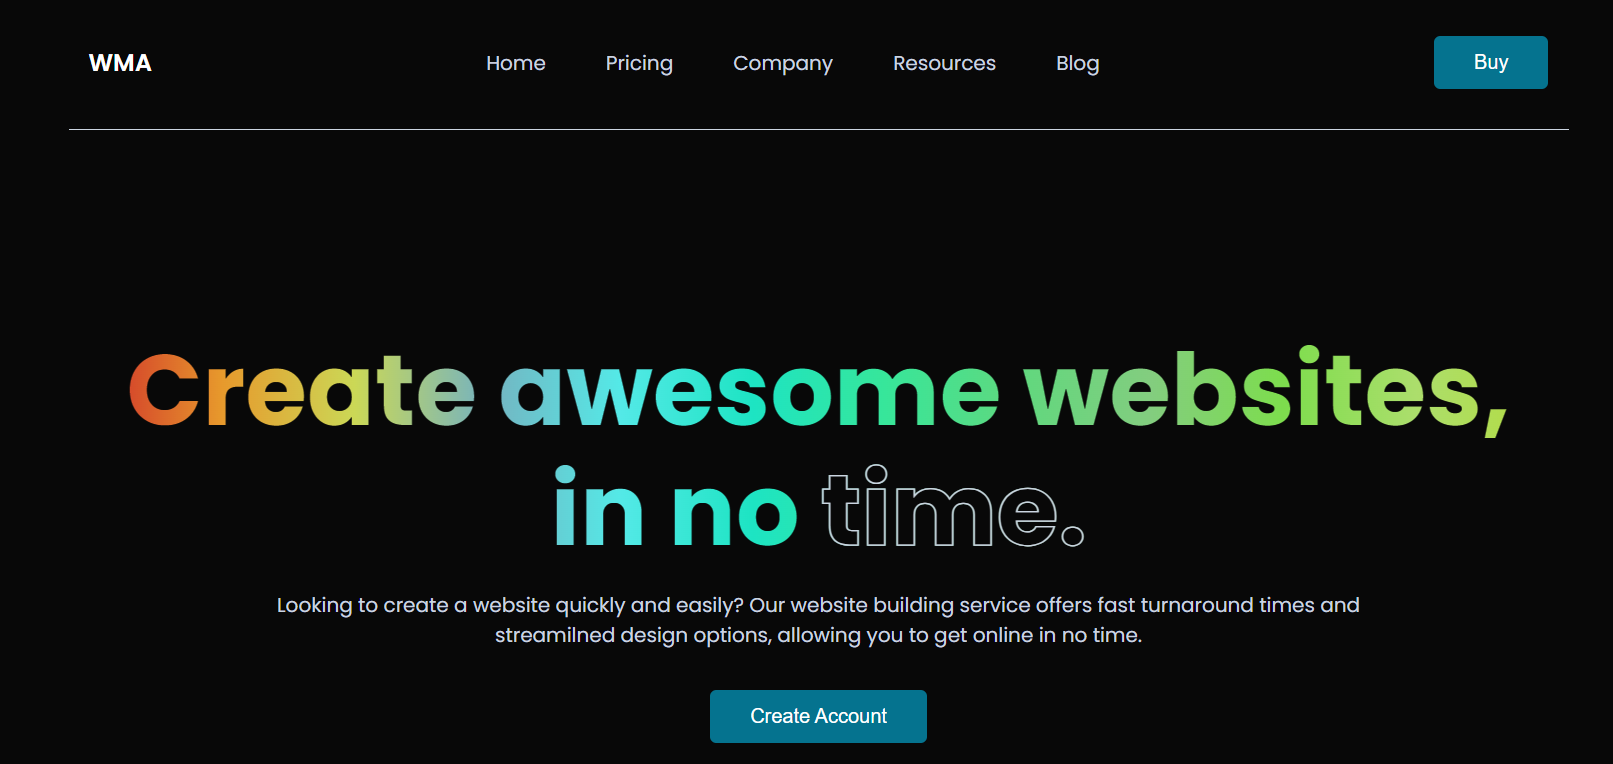 WMA
Home Pricing Company Resources Blog
Buy
Create awesome websites,
in no time.
Looking to create a website quickly and easily? Our website building service offers fast turnaround times and
streamilned design options, allowing you to get online in no time.
Create Account